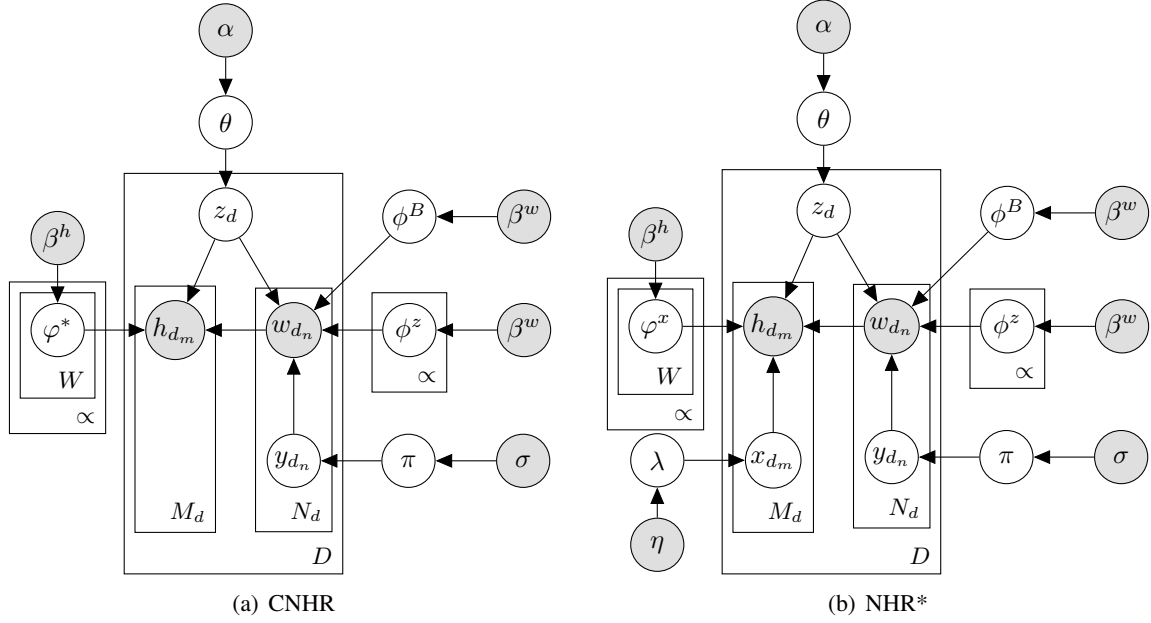 α
θ
z_d
φ^B
β^w
β^h
φ^*
h_{d_m}
w_{d_n}
ϕ^z
β^w
W
∝
∝
y_{d_n}
π
σ
M_d
N_d
D
(a) CNHR
α
θ
z_d
ϕ^B
β^w
β^h
φ^x
h_{d_m}
w_{d_n}
ϕ^z
β^w
W
∝
∝
λ
x_{d_m}
y_{d_n}
π
σ
M_d
N_d
η
D
(b) NHR*